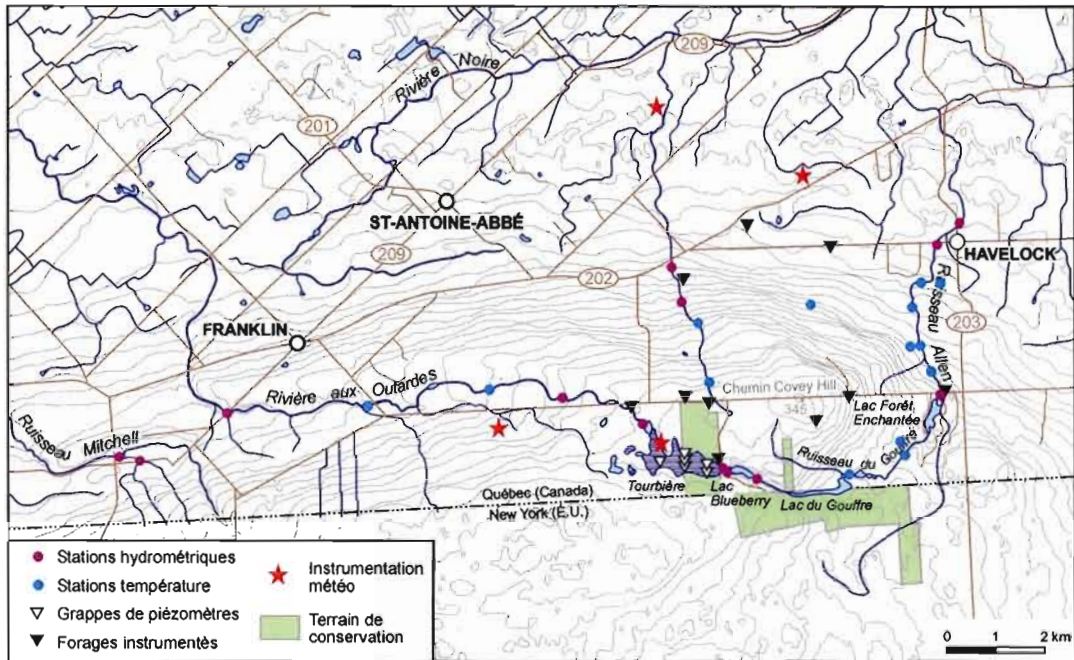 209
Rivière Noire
201
ST-ANTOINE-ABBÉ
209
HAVELOCK
202
Ruisseau Allen
203
FRANKLIN
Rivière aux Outardes
Chemin Covey Hill
345
Lac Forêt
Enchantée
Ruisseau Mitchell
Ruisseau du Gouffre
Tourbière
Lac
Blueberry
Lac du Gouffre
Québec (Canada)
New York (É.U.)
Stations hydrométriques
Stations température
Grappes de piézomètres
Forages instrumentès
Instrumentation
météo
Terrain de
conservation
0 1 2 km